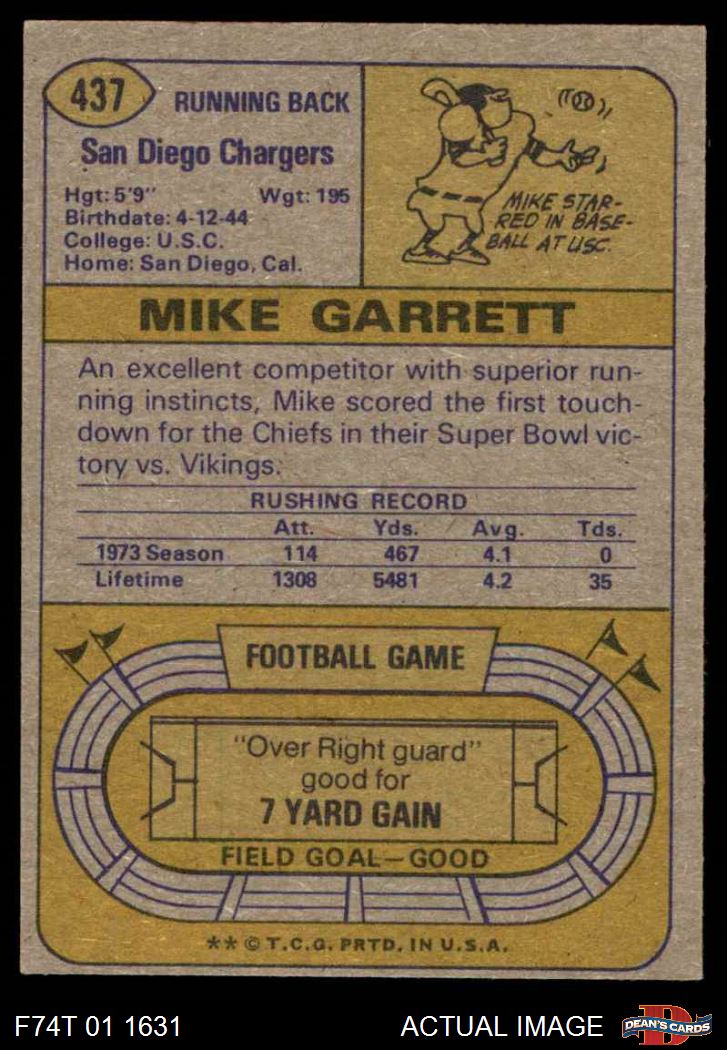 437
RUNNING BACK
San Diego Chargers
Hgt: 5'9" Wgt: 195
Birthdate: 4-12-44
College: U.S.C.
Home: San Diego, Cal.
MIKE STAR-
RED IN BASE-
BALL AT USC.
MIKE GARRETT
An excellent competitor with superior run-
ning instincts, Mike scored the first touch-
down for the Chiefs in their Super Bowl vic-
tory vs. Vikings.
RUSHING RECORD
Att. Yds. Avg. Tds.
1973 Season 114 467 4.1 0
Lifetime 1308 5481 4.2 35
FOOTBALL GAME
"Over Right guard"
good for
7 YARD GAIN
FIELD GOAL—GOOD
** © T.C.G. PRTD. IN U.S.A.
F74T 01 1631 ACTUAL IMAGE D DEAN'S CARDS